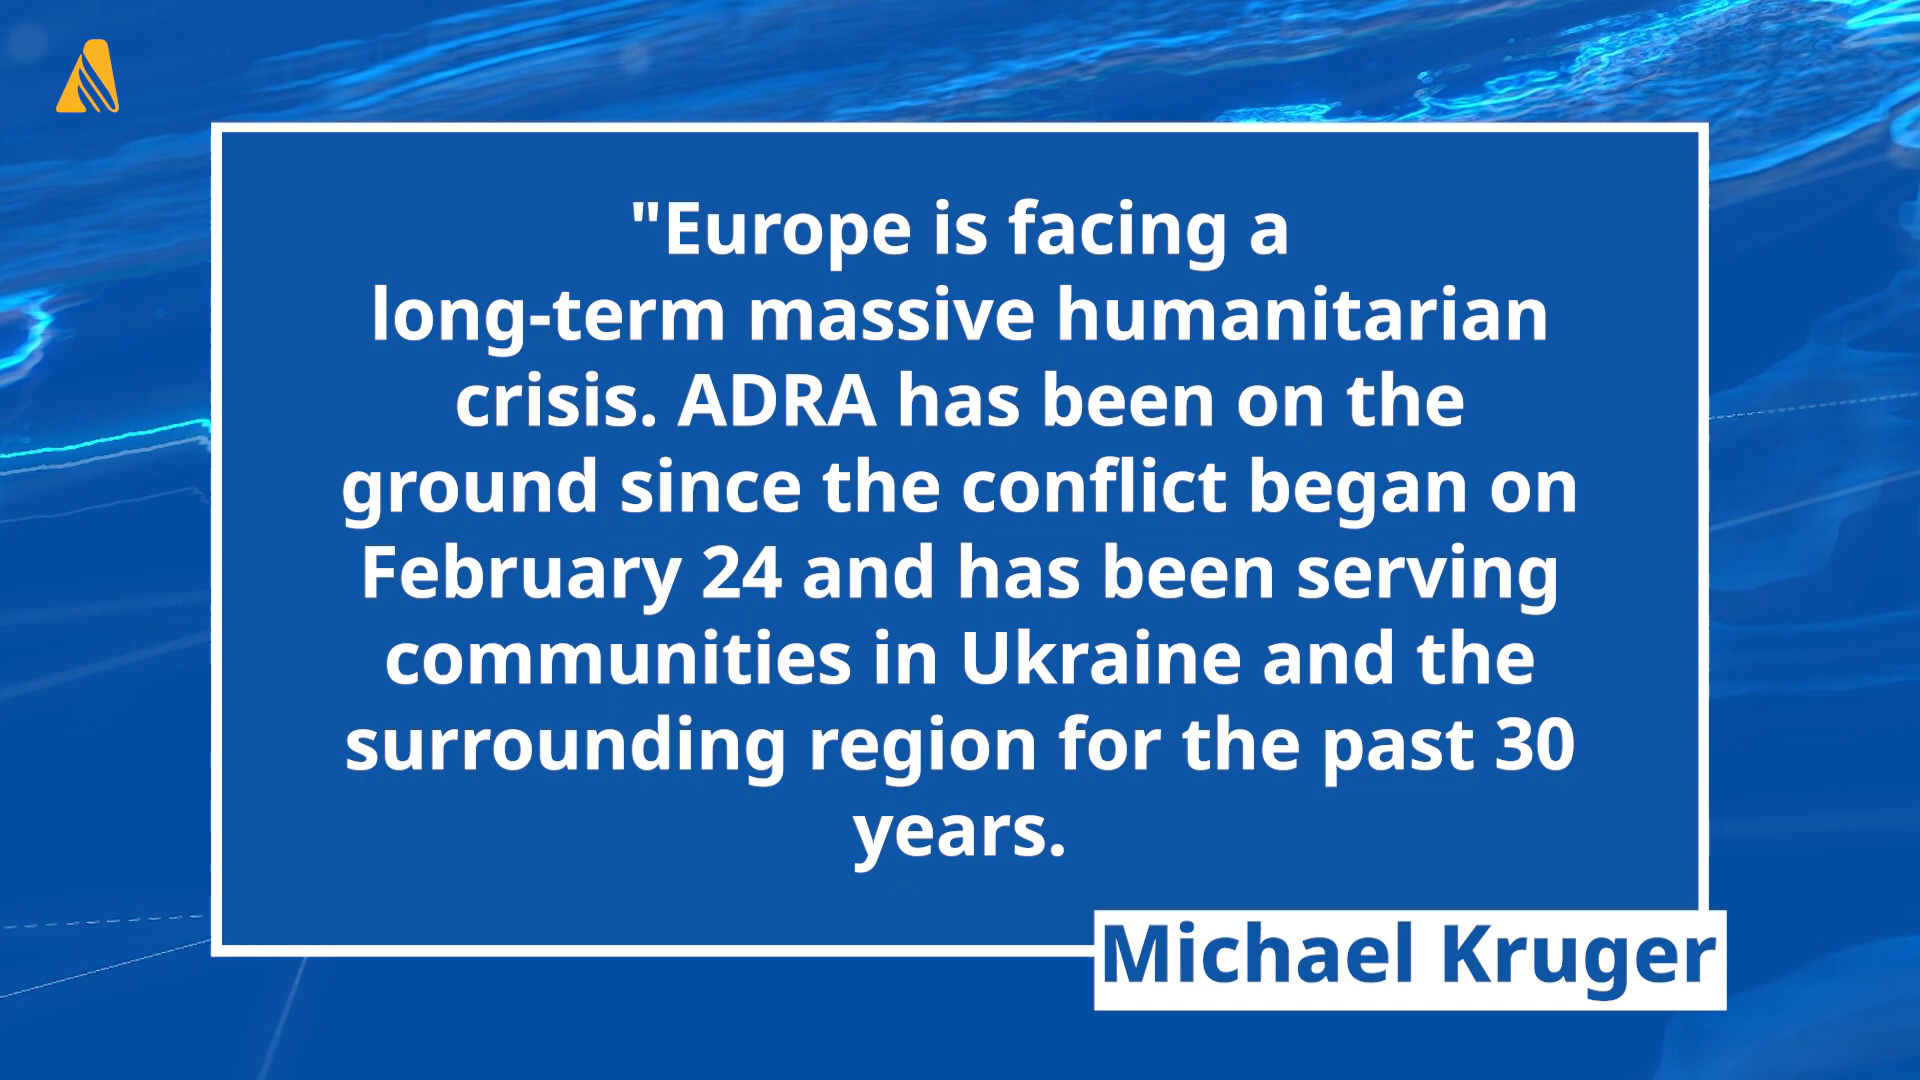 "Europe is facing a
long-term massive humanitarian
crisis. ADRA has been on the
ground since the conflict began on
February 24 and has been serving
communities in Ukraine and the
surrounding region for the past 30
years.
Michael Kruger